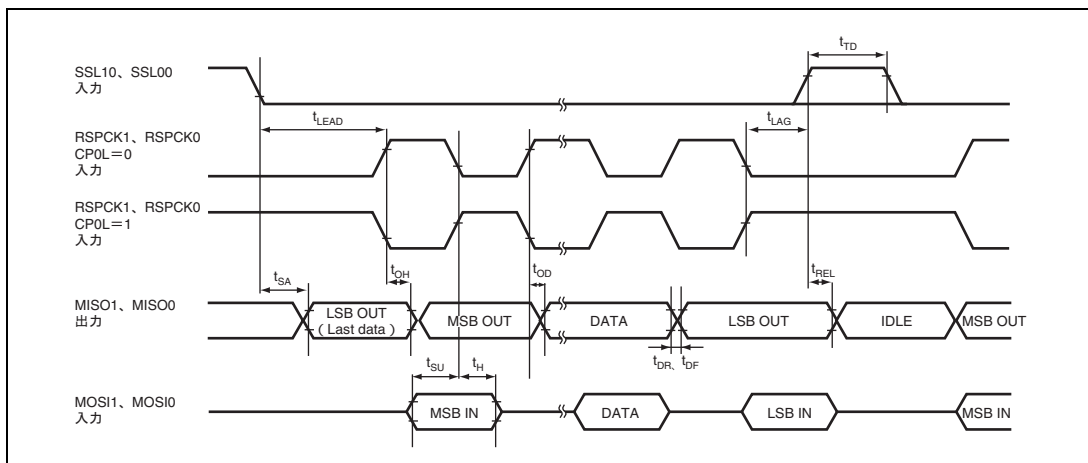 t_TD
SSL10、SSL00
入力
t_LEAD
t_LAG
RSPCK1、RSPCK0
CP0L=0
入力
RSPCK1、RSPCK0
CP0L=1
入力
t_SA
t_OH
t_OD
t_REL
MISO1、MISO0
出力
LSB OUT
(Last data)
MSB OUT
DATA
LSB OUT
IDLE
MSB OUT
t_SU
t_H
t_DR、t_DF
MOSI1、MOSI0
入力
MSB IN
DATA
LSB IN
MSB IN